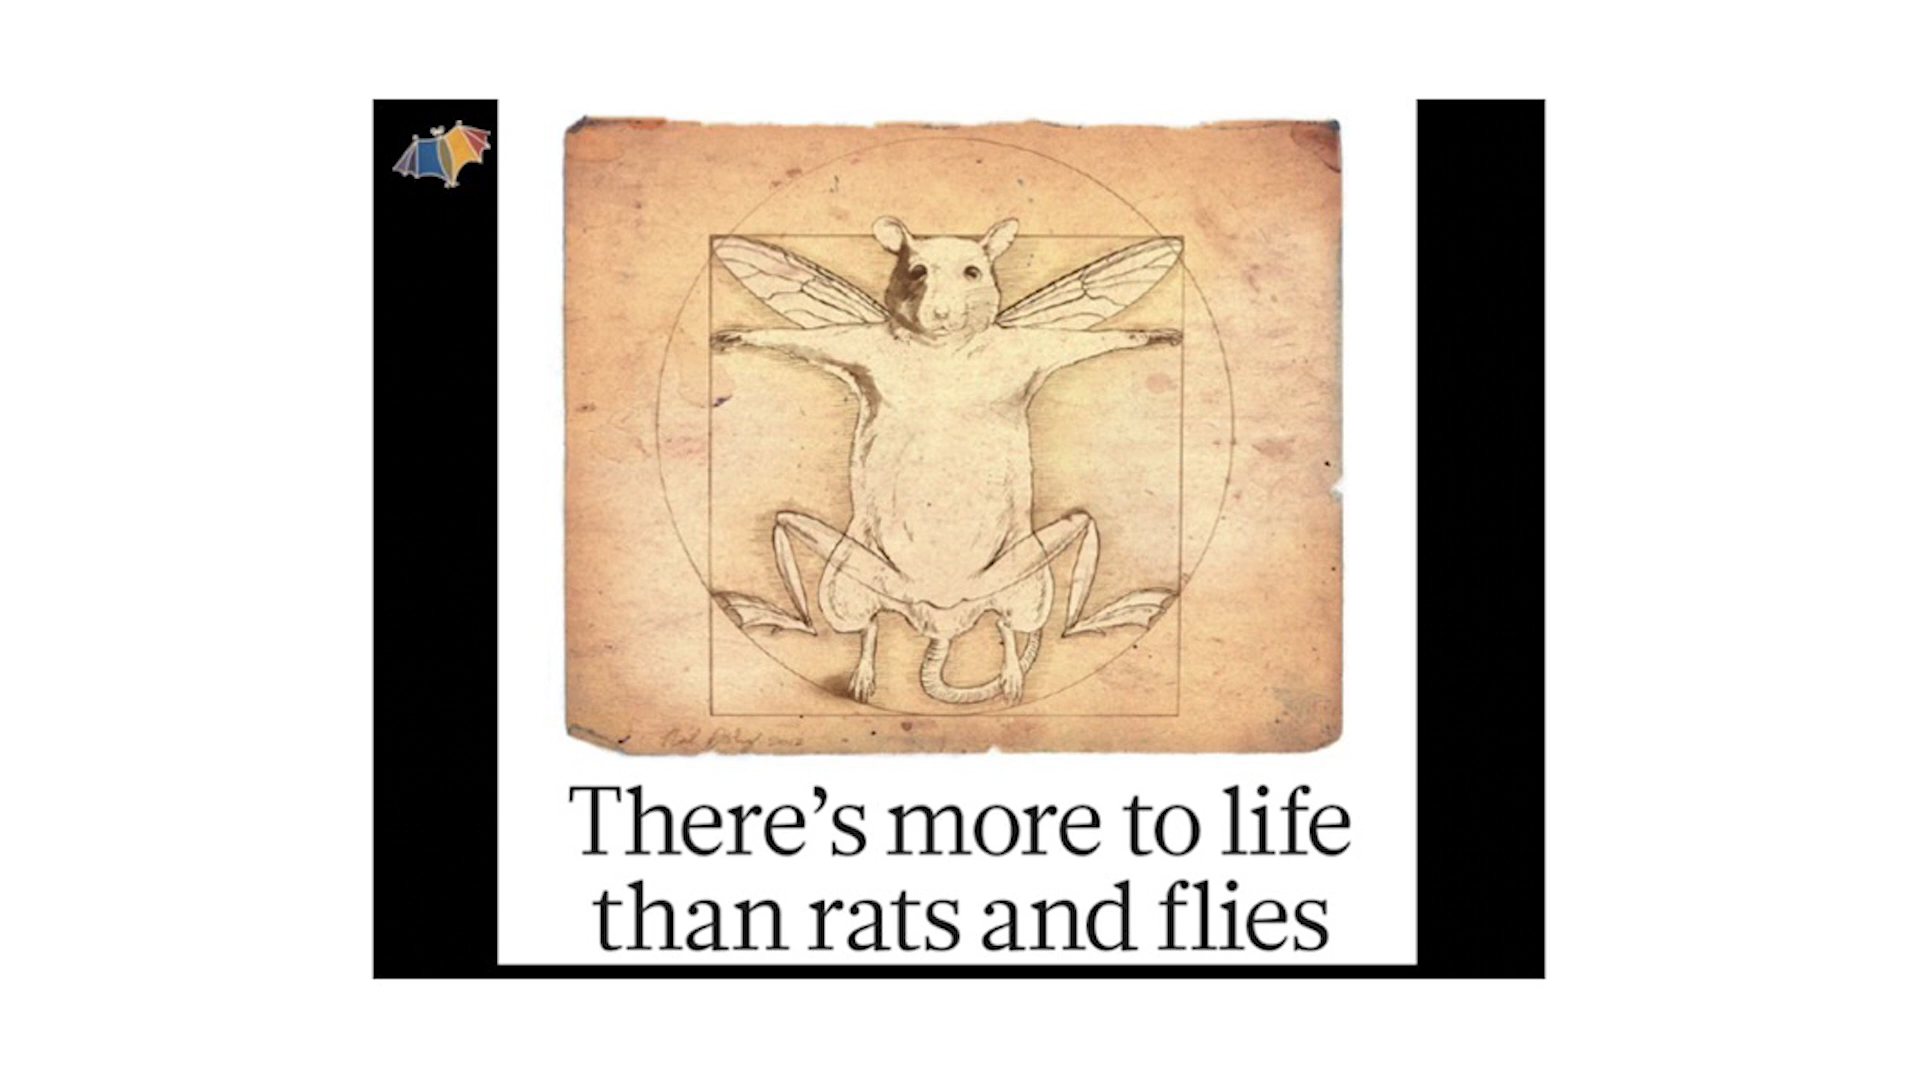 There's more to life
than rats and flies